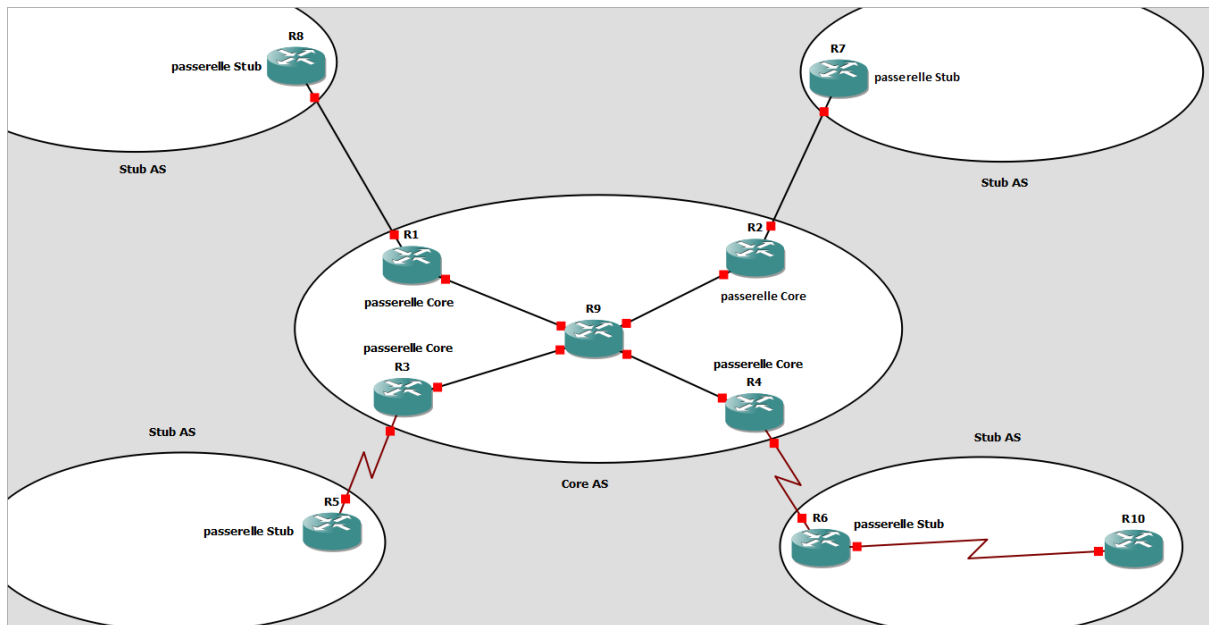 R8
passerelle Stub
Stub AS
R7
passerelle Stub
Stub AS
R1
passerelle Core
R2
passerelle Core
R9
passerelle Core
R3
passerelle Core
R4
Core AS
Stub AS
R5
passerelle Stub
Stub AS
R6
passerelle Stub
R10